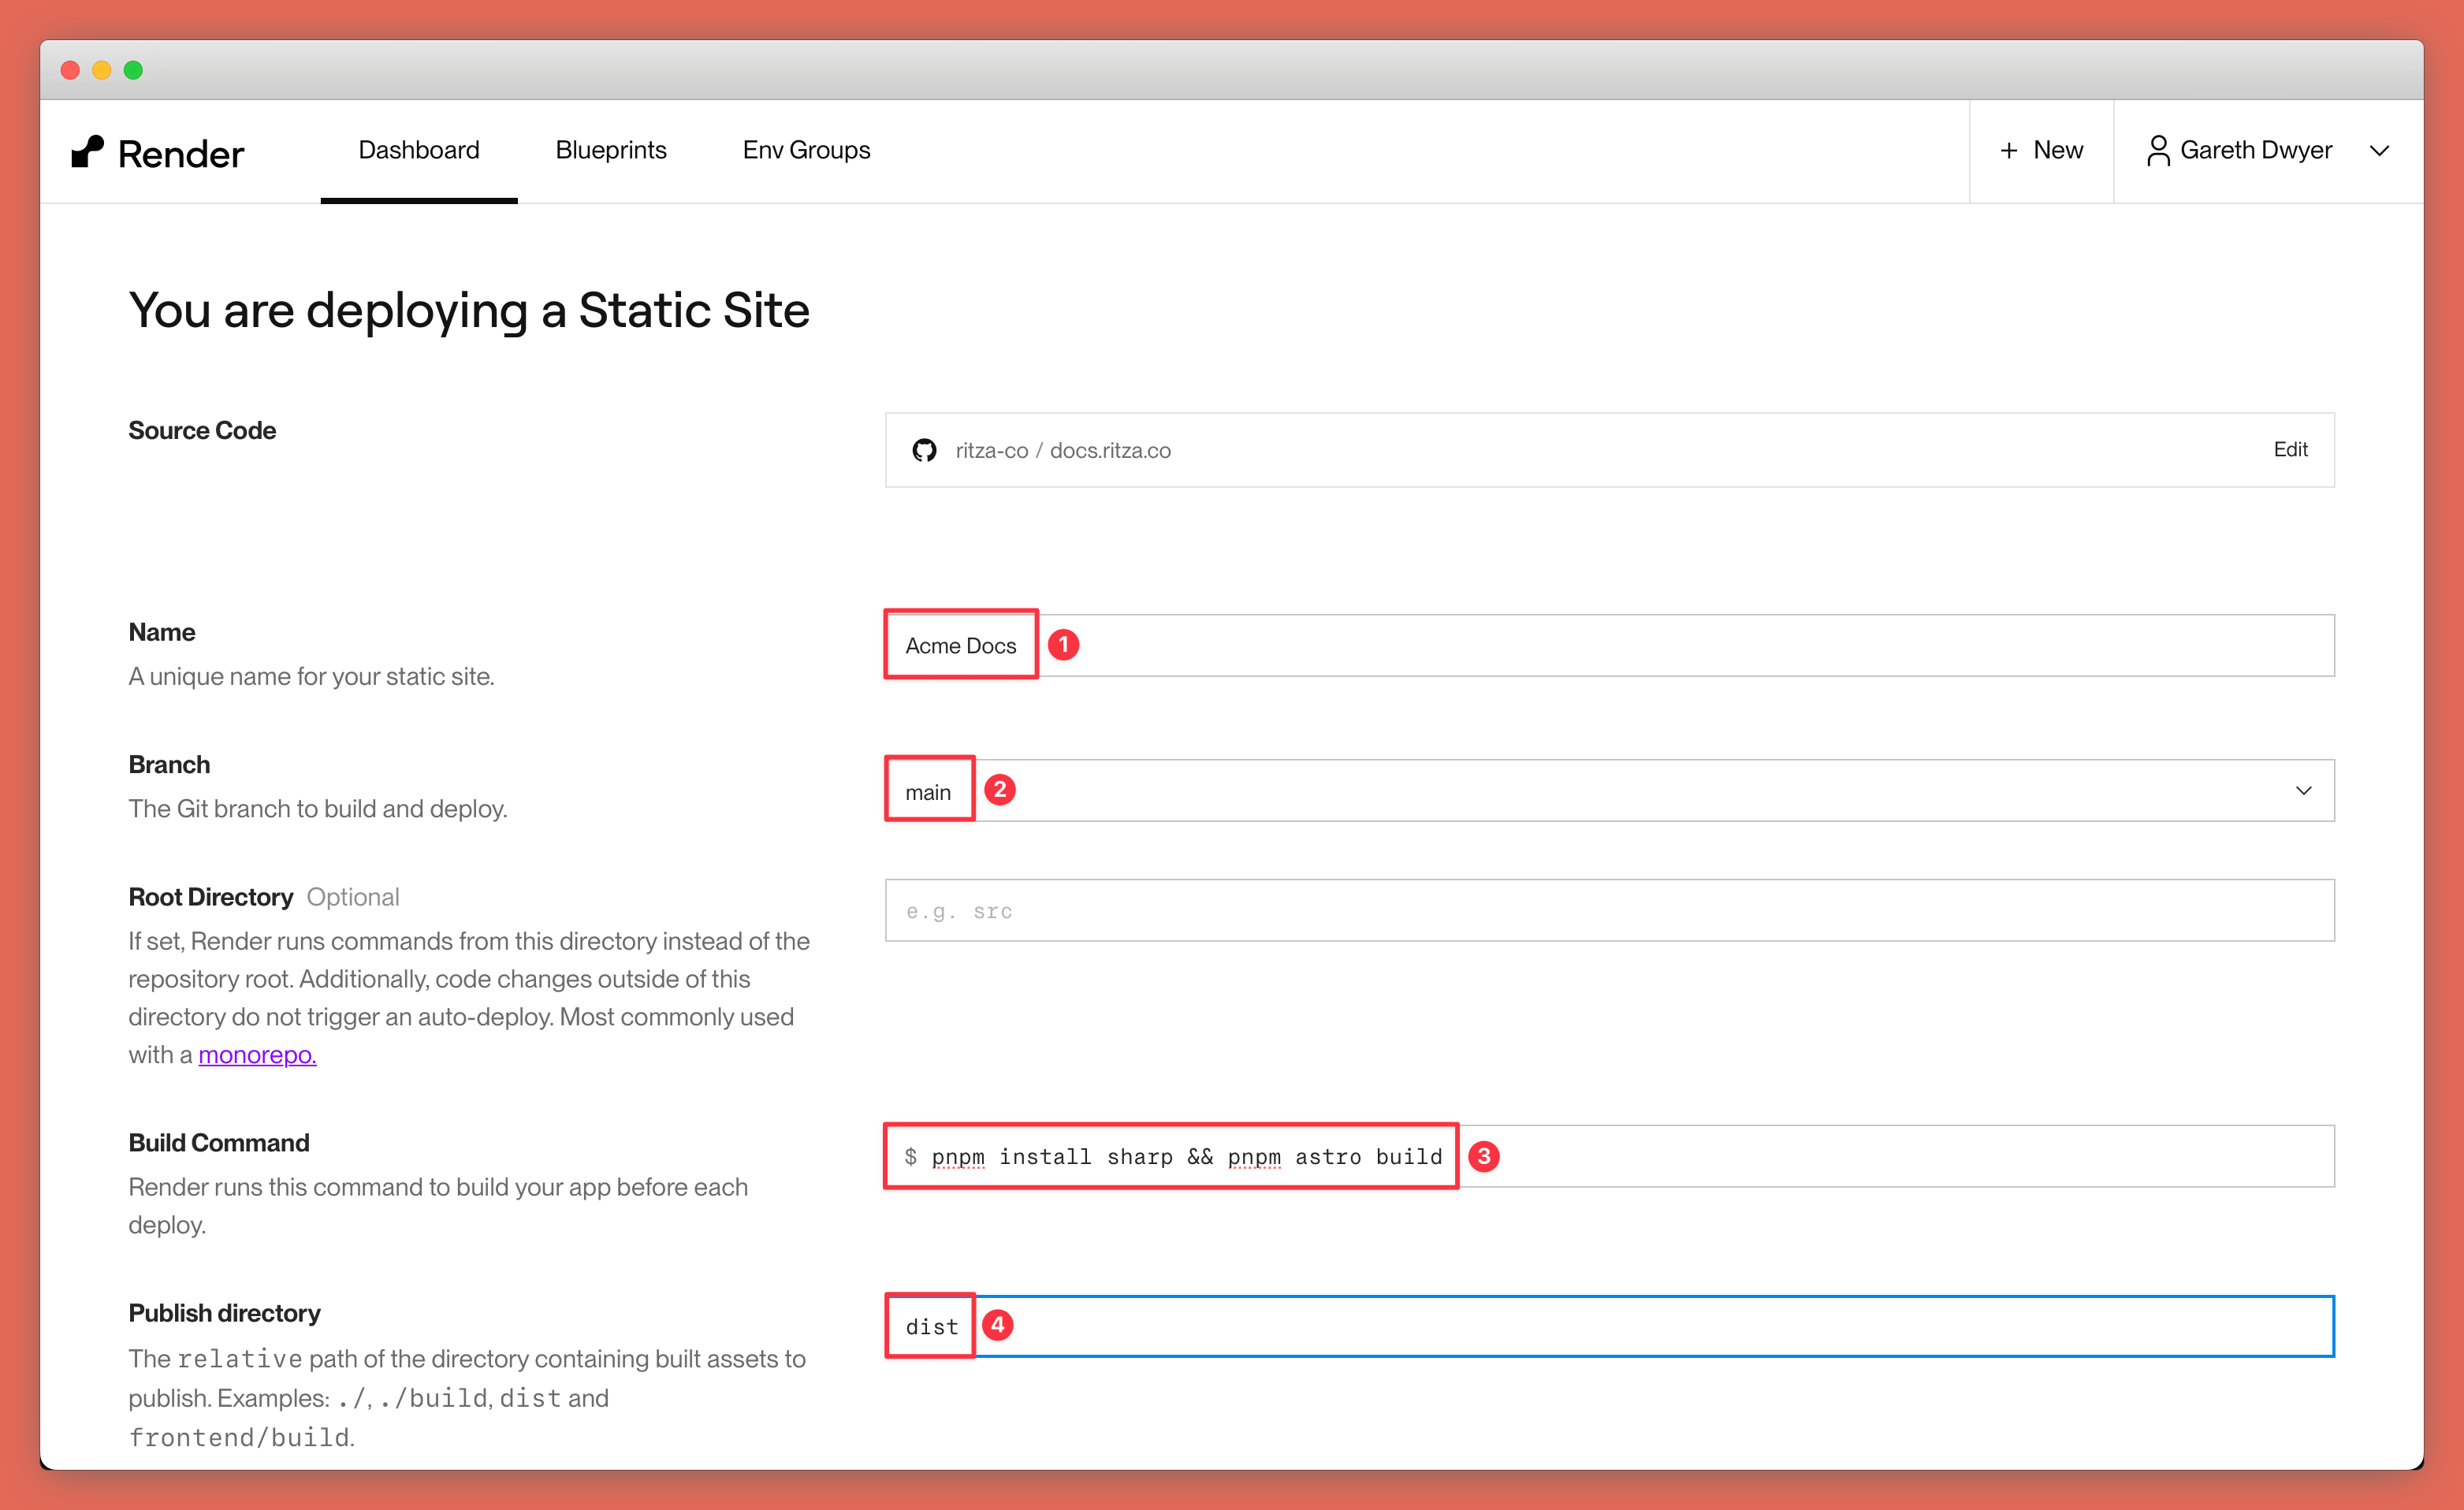 Render
Dashboard
Blueprints
Env Groups
+ New
Gareth Dwyer
You are deploying a Static Site
Source Code
ritza-co / docs.ritza.co
Edit
Name
A unique name for your static site.
Acme Docs
1
Branch
The Git branch to build and deploy.
main
2
Root Directory Optional
If set, Render runs commands from this directory instead of the
repository root. Additionally, code changes outside of this
directory do not trigger an auto-deploy. Most commonly used
with a monorepo.
e.g. src
Build Command
Render runs this command to build your app before each
deploy.
$ pnpm install sharp && pnpm astro build
3
Publish directory
The relative path of the directory containing built assets to
publish. Examples: ./, ./build, dist and
frontend/build.
dist
4